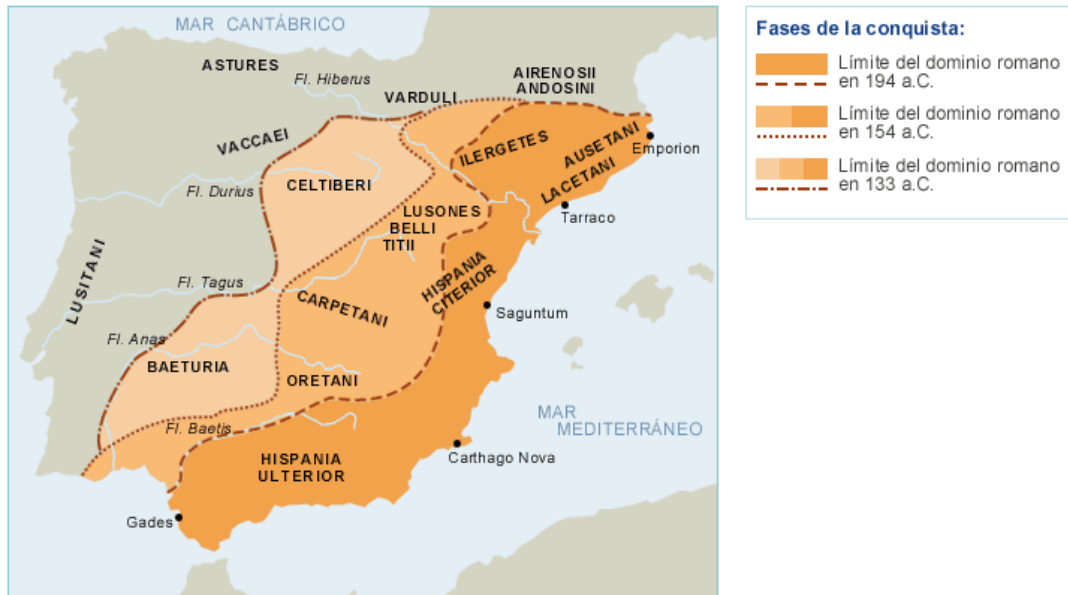 MAR CANTÁBRICO
ASTURES
Fl. Hiberus
AIRENOSII
ANDOSINI
VARDULI
VACCAEI
ILERGETES
AUSETANI
Emporion
LACETANI
Fl. Durius
CELTIBERI
Tarraco
LUSONES
BELLI
TITII
LUSITANI
Fl. Tagus
HISPANIA
CITERIOR
CARPETANI
Saguntum
Fl. Anas
BAETURIA
ORETANI
Fl. Baetis
MAR
MEDITERRÁNEO
HISPANIA
ULTERIOR
Carthago Nova
Gades
Fases de la conquista:
Límite del dominio romano
en 194 a.C.
Límite del dominio romano
en 154 a.C.
Límite del dominio romano
en 133 a.C.